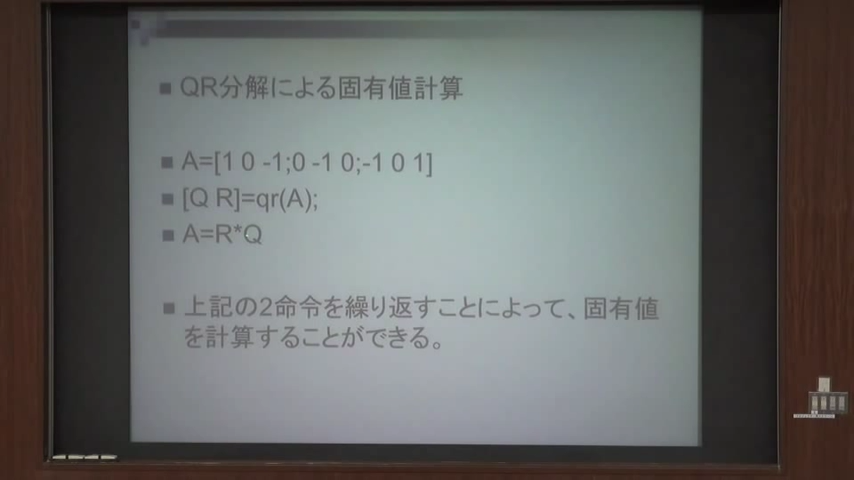 QR分解による固有値計算
A=[1 0 -1;0 -1 0;-1 0 1]
[Q R]=qr(A);
A=R*Q
上記の2命令を繰り返すことによって、固有値
を計算することができる。